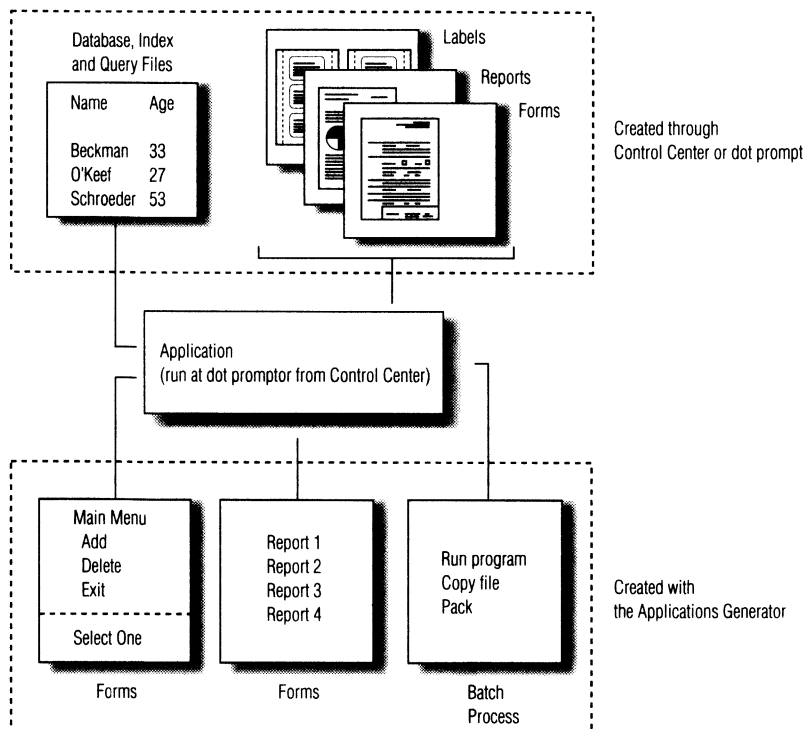 Database, Index
and Query Files
Name Age
Beckman 33
O'Keef 27
Schroeder 53
Labels
Reports
Forms
Created through
Control Center or dot prompt
Application
(run at dot promptor from Control Center)
Main Menu
Add
Delete
Exit
Select One
Forms
Report 1
Report 2
Report 3
Report 4
Forms
Run program
Copy file
Pack
Batch
Process
Created with
the Applications Generator